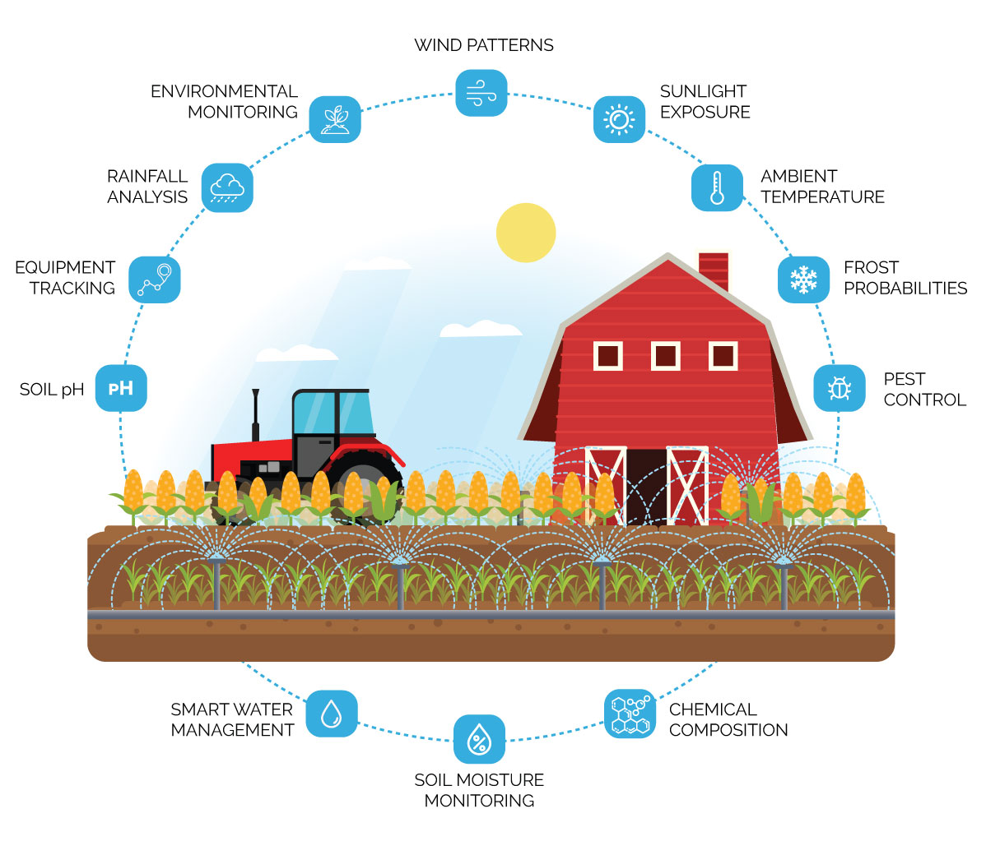 WIND PATTERNS
ENVIRONMENTAL
MONITORING
SUNLIGHT
EXPOSURE
RAINFALL
ANALYSIS
AMBIENT
TEMPERATURE
EQUIPMENT
TRACKING
FROST
PROBABILITIES
SOIL pH
pH
PEST
CONTROL
SMART WATER
MANAGEMENT
CHEMICAL
COMPOSITION
%
SOIL MOISTURE
MONITORING